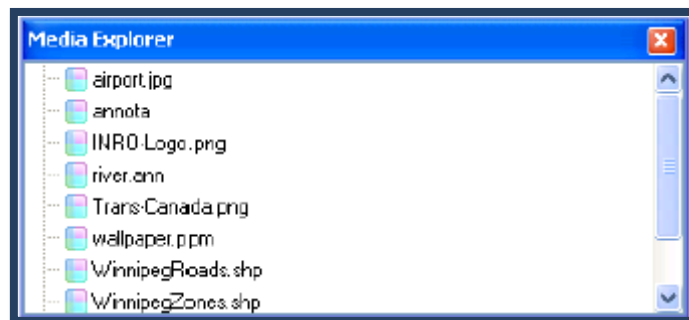 Media Explorer
airport.jpg
annota
INRO-Logo.png
river.ann
Trans-Canada.png
wallpaper.ppm
WinnipegRoads.shp
WinnipegZones.shp